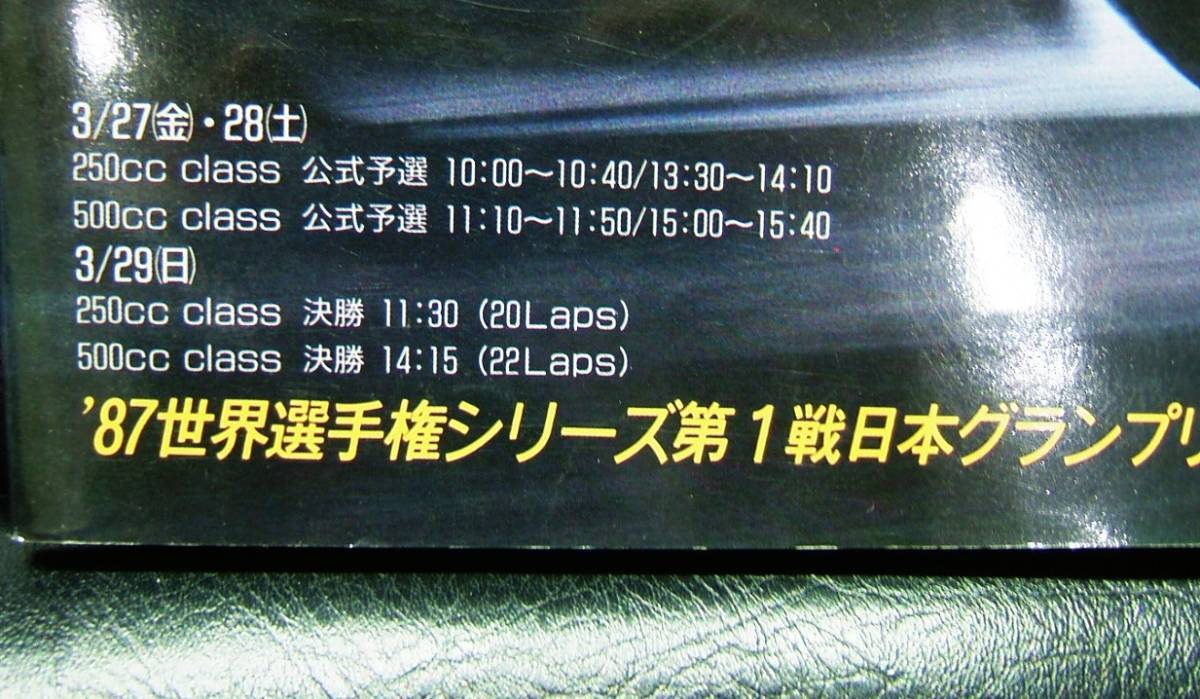 3/27㈮・28㈯
250cc class 公式予選 10:00〜10:40/13:30〜14:10
500cc class 公式予選 11:10〜11:50/15:00〜15:40
3/29㈰
250cc class 決勝 11:30 (20Laps)
500cc class 決勝 14:15 (22Laps)
'87世界選手権シリーズ第1戦日本グランプリ